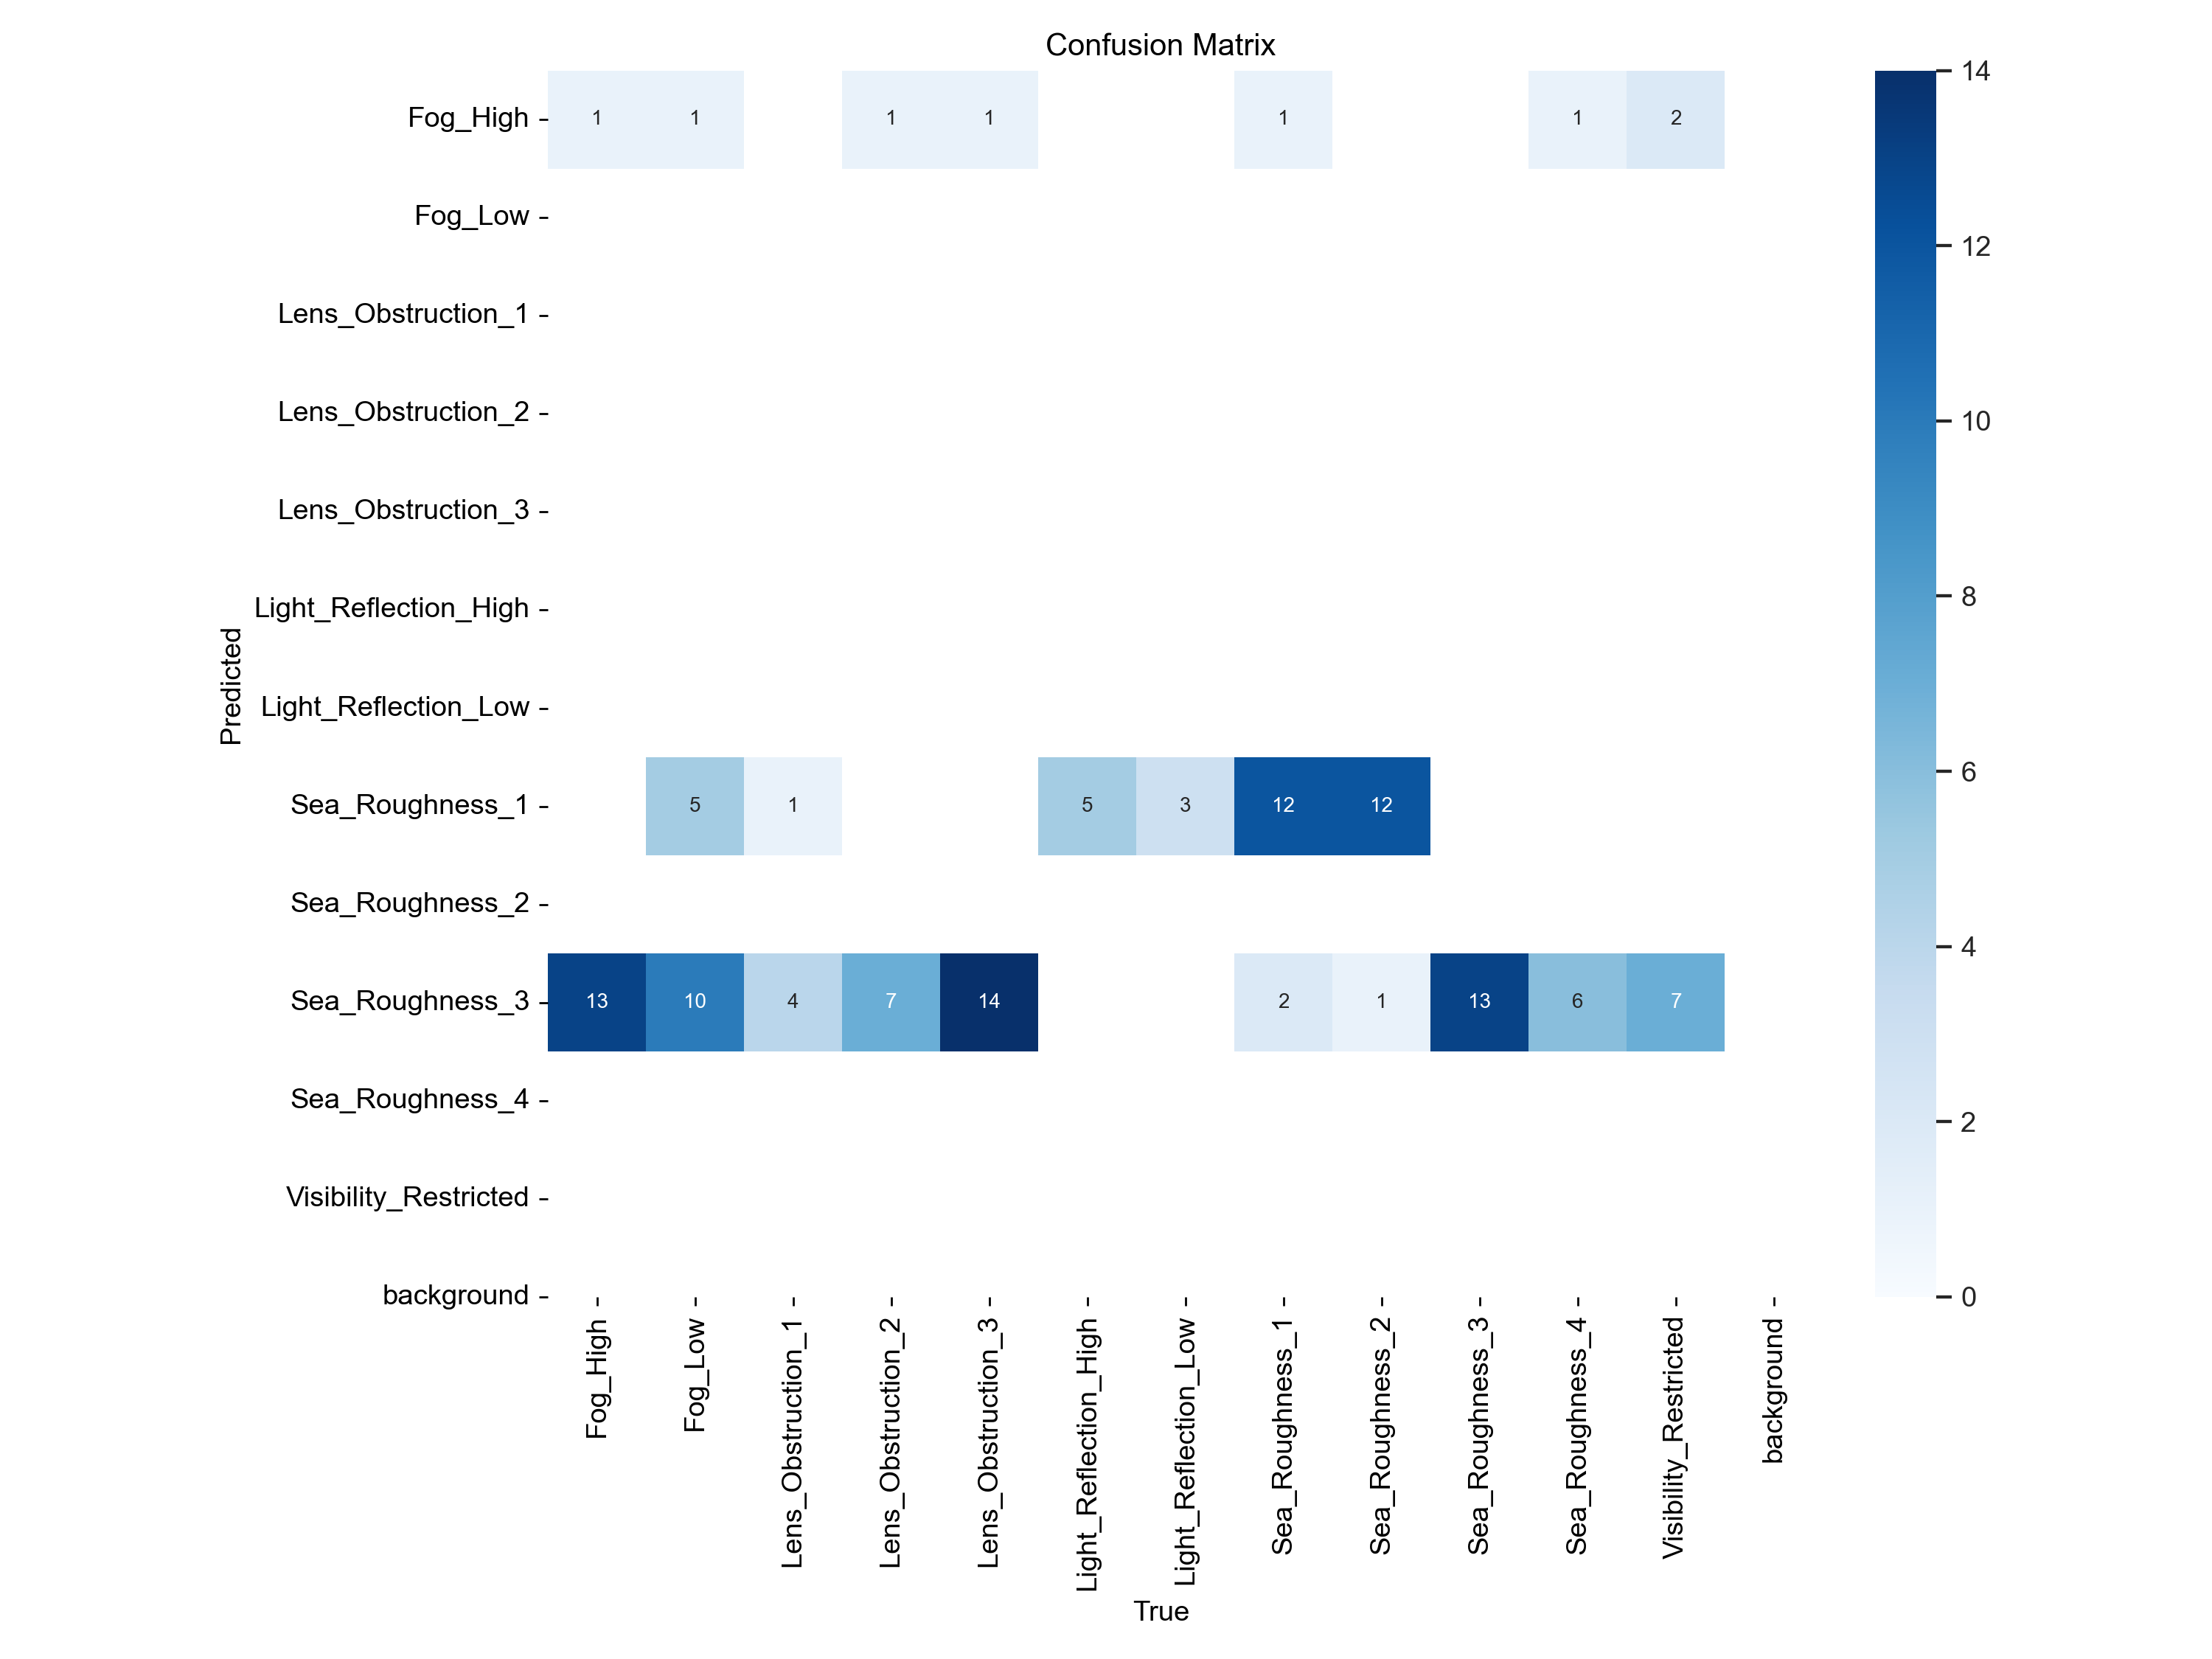 Confusion Matrix
Fog_High
1 1 1 1 1 1 2
Fog_Low
Lens_Obstruction_1
Lens_Obstruction_2
Lens_Obstruction_3
Light_Reflection_High
Light_Reflection_Low
Sea_Roughness_1
5 1 5 3 12 12
Sea_Roughness_2
Sea_Roughness_3
13 10 4 7 14 2 1 13 6 7
Sea_Roughness_4
Visibility_Restricted
background
Predicted
Fog_High
Fog_Low
Lens_Obstruction_1
Lens_Obstruction_2
Lens_Obstruction_3
Light_Reflection_High
Light_Reflection_Low
Sea_Roughness_1
Sea_Roughness_2
Sea_Roughness_3
Sea_Roughness_4
Visibility_Restricted
background
True
14
12
10
8
6
4
2
0